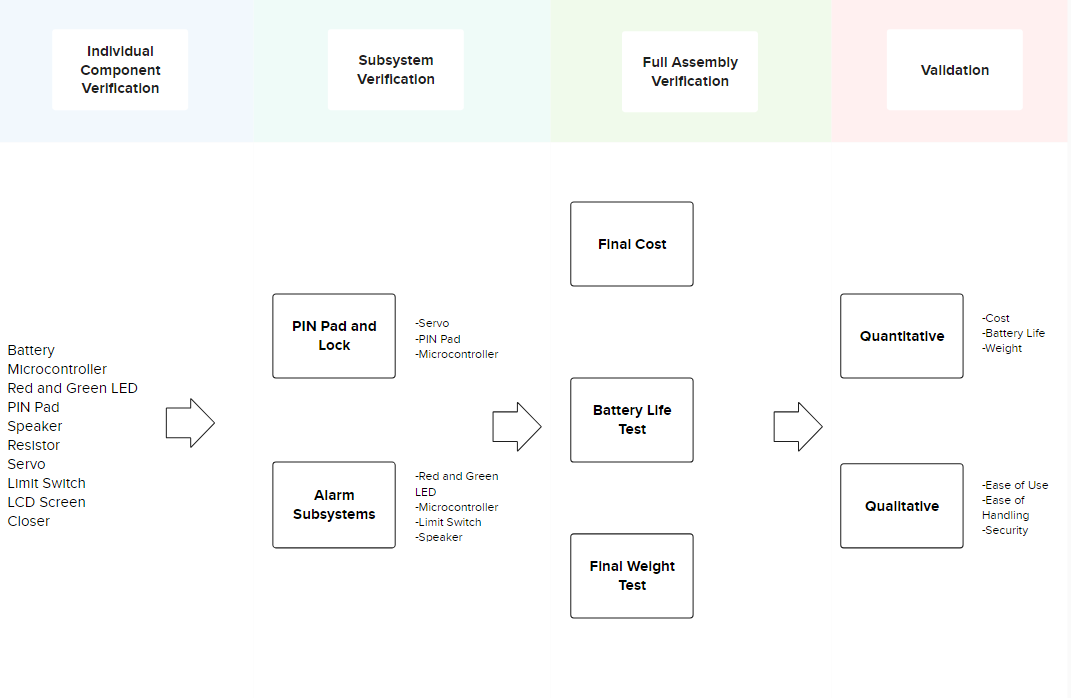 Individual
Component
Verification
Subsystem
Verification
Full Assembly
Verification
Validation
Battery
Microcontroller
Red and Green LED
PIN Pad
Speaker
Resistor
Servo
Limit Switch
LCD Screen
Closer
PIN Pad and
Lock
-Servo
-PIN Pad
-Microcontroller
Alarm
Subsystems
-Red and Green
LED
-Microcontroller
-Limit Switch
-Speaker
Final Cost
Battery Life
Test
Final Weight
Test
Quantitative
-Cost
-Battery Life
-Weight
Qualitative
-Ease of Use
-Ease of
Handling
-Security